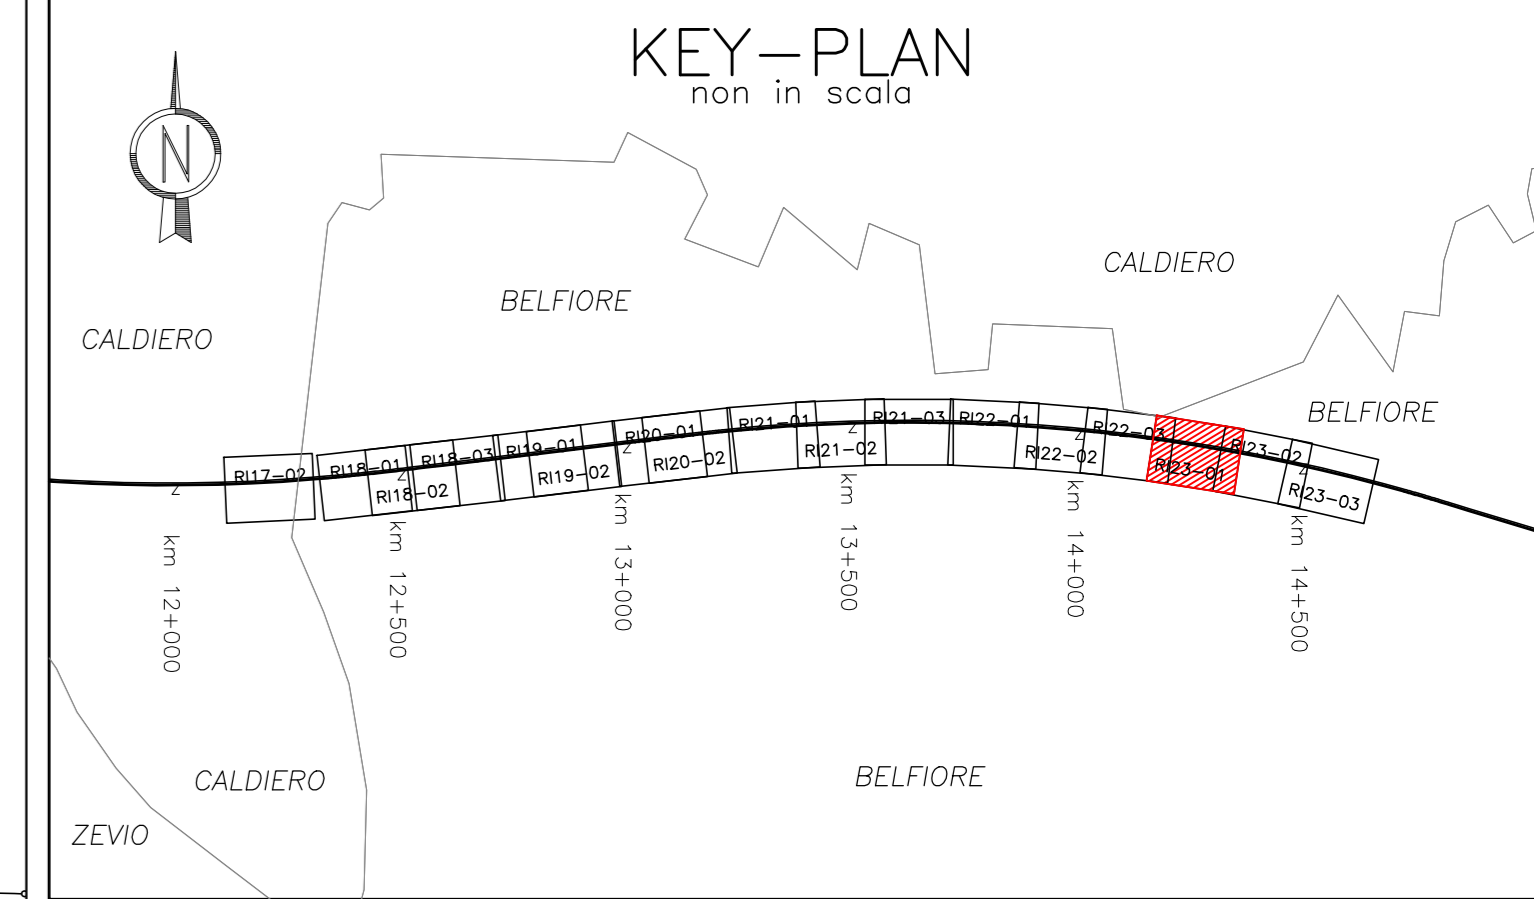 KEY-PLAN
non in scala
N
CALDIERO
BELFIORE
CALDIERO
BELFIORE
RI17-02
RI18-01
RI18-02
RI18-03
RI19-01
RI19-02
RI20-01
RI20-02
RI21-01
RI21-02
RI21-03
RI22-01
RI22-02
RI22-03
RI23-01
RI23-02
RI23-03
km 12+000
km 12+500
km 13+000
km 13+500
km 14+000
km 14+500
CALDIERO
BELFIORE
ZEVIO